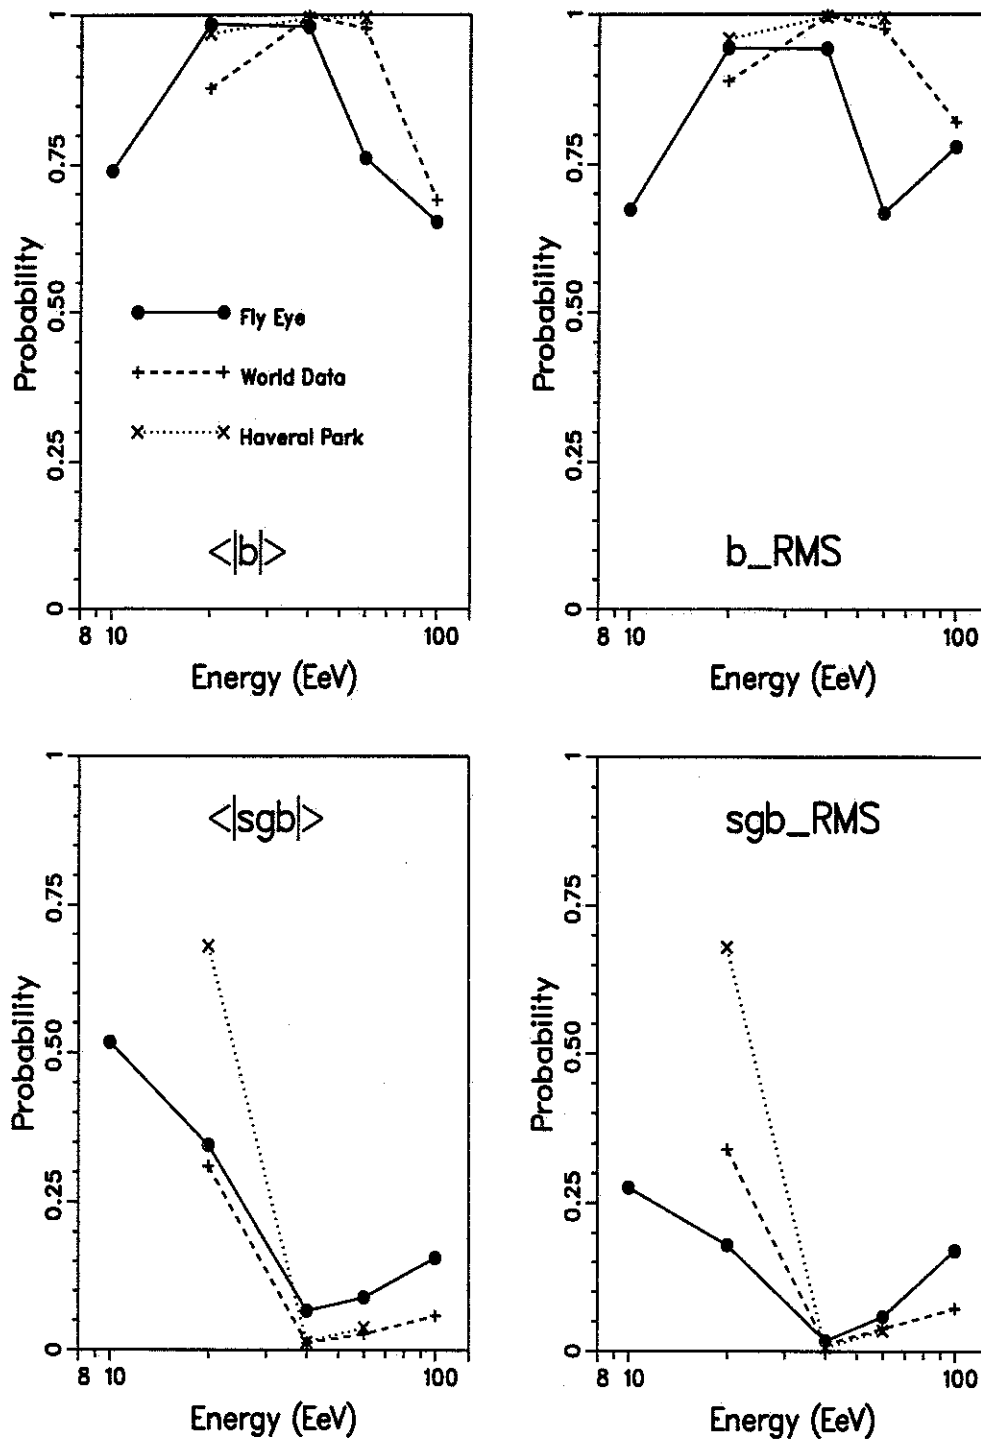 1
0.75
0.50
0.25
0
Probability
Fly Eye
World Data
Haveral Park
<|b|>
8 10 100
Energy (EeV)
1
0.75
0.50
0.25
0
Probability
b_RMS
8 10 100
Energy (EeV)
1
0.75
0.50
0.25
0
Probability
<|sgb|>
8 10 100
Energy (EeV)
1
0.75
0.50
0.25
0
Probability
sgb_RMS
8 10 100
Energy (EeV)